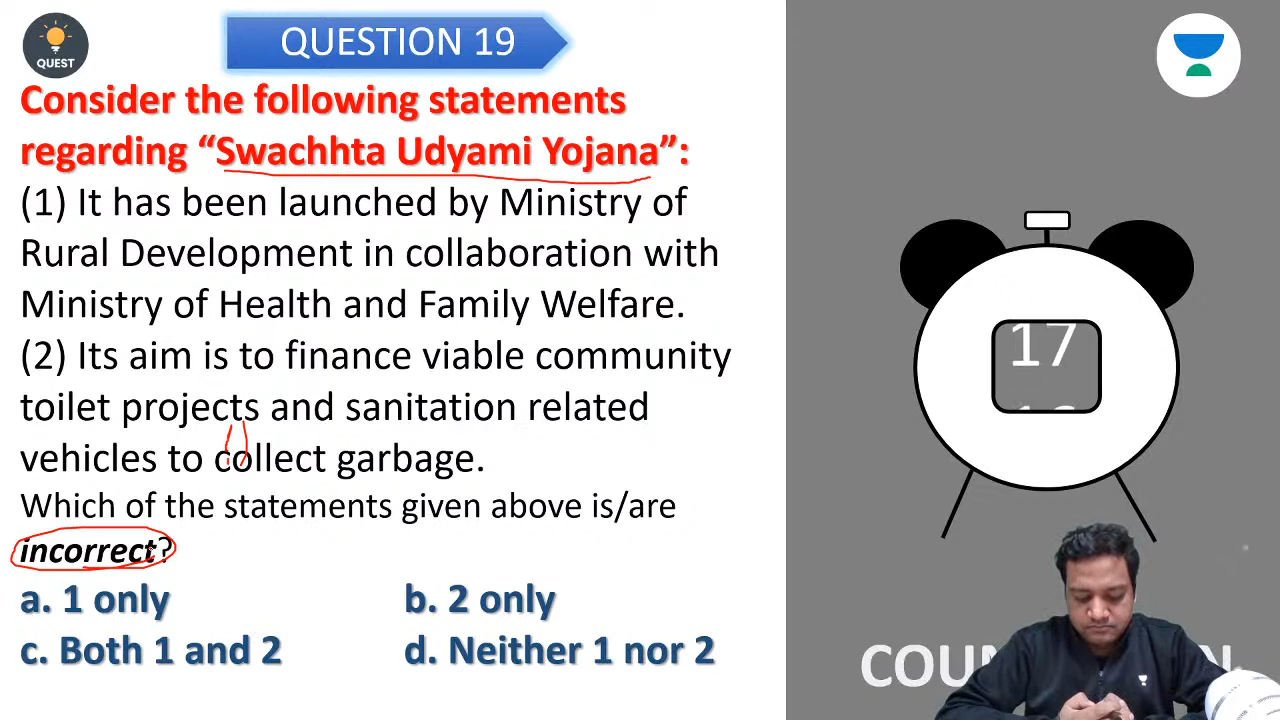 QUEST
QUESTION 19
Consider the following statements
regarding “Swachhta Udyami Yojana”:
(1) It has been launched by Ministry of
Rural Development in collaboration with
Ministry of Health and Family Welfare.
(2) Its aim is to finance viable community
toilet projects and sanitation related
vehicles to collect garbage.
Which of the statements given above is/are
incorrect?
a. 1 only
b. 2 only
c. Both 1 and 2
d. Neither 1 nor 2
17